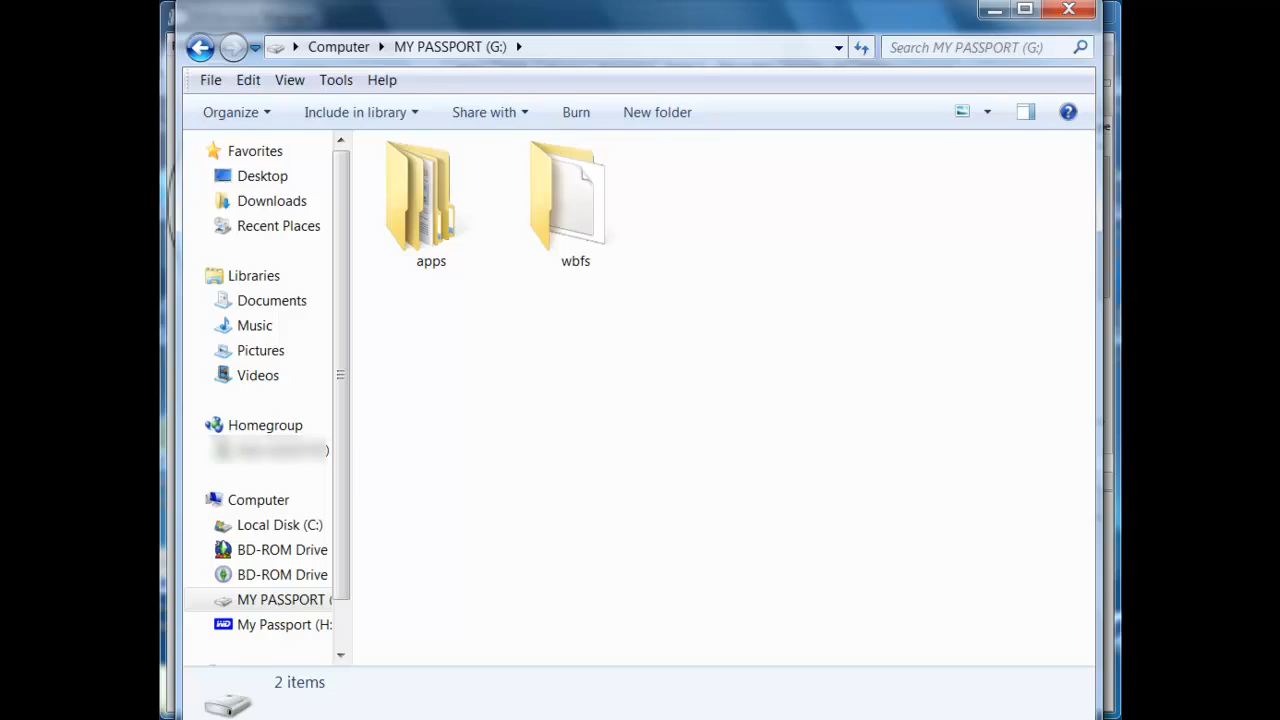 Computer MY PASSPORT (G:)
Search MY PASSPORT (G:)
File Edit View Tools Help
Organize Include in library Share with Burn New folder
Favorites
Desktop
Downloads
Recent Places
Libraries
Documents
Music
Pictures
Videos
Homegroup
)
Computer
Local Disk (C:)
BD-ROM Drive
BD-ROM Drive
MY PASSPORT (
My Passport (H:
apps
wbfs
2 items